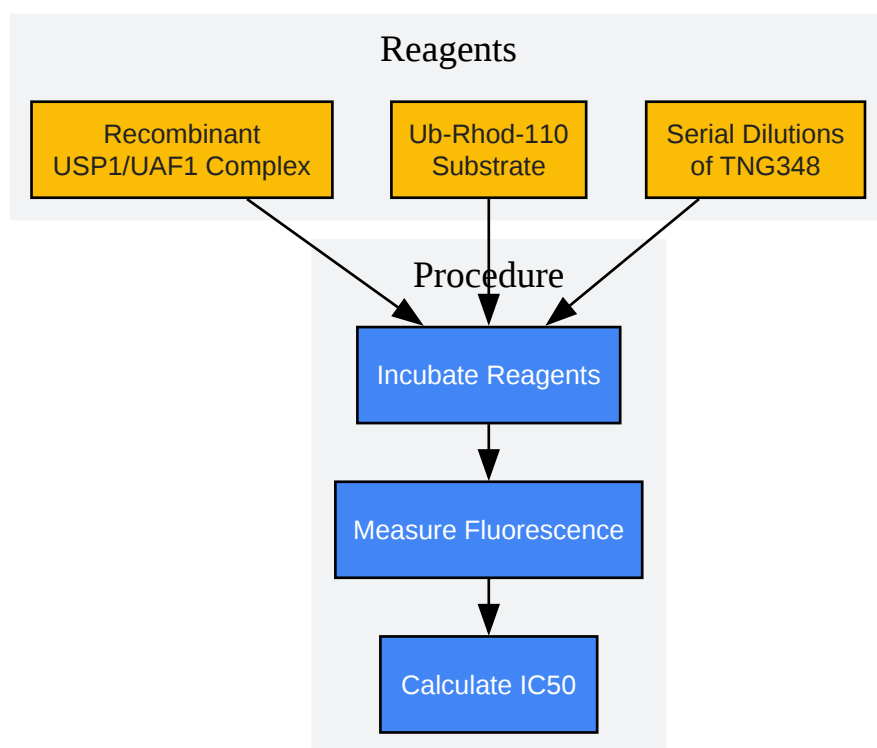 Reagents
Recombinant
USP1/UAF1 Complex
Ub-Rhod-110
Substrate
Serial Dilutions
of TNG348
Procedure
Incubate Reagents
Measure Fluorescence
Calculate IC50